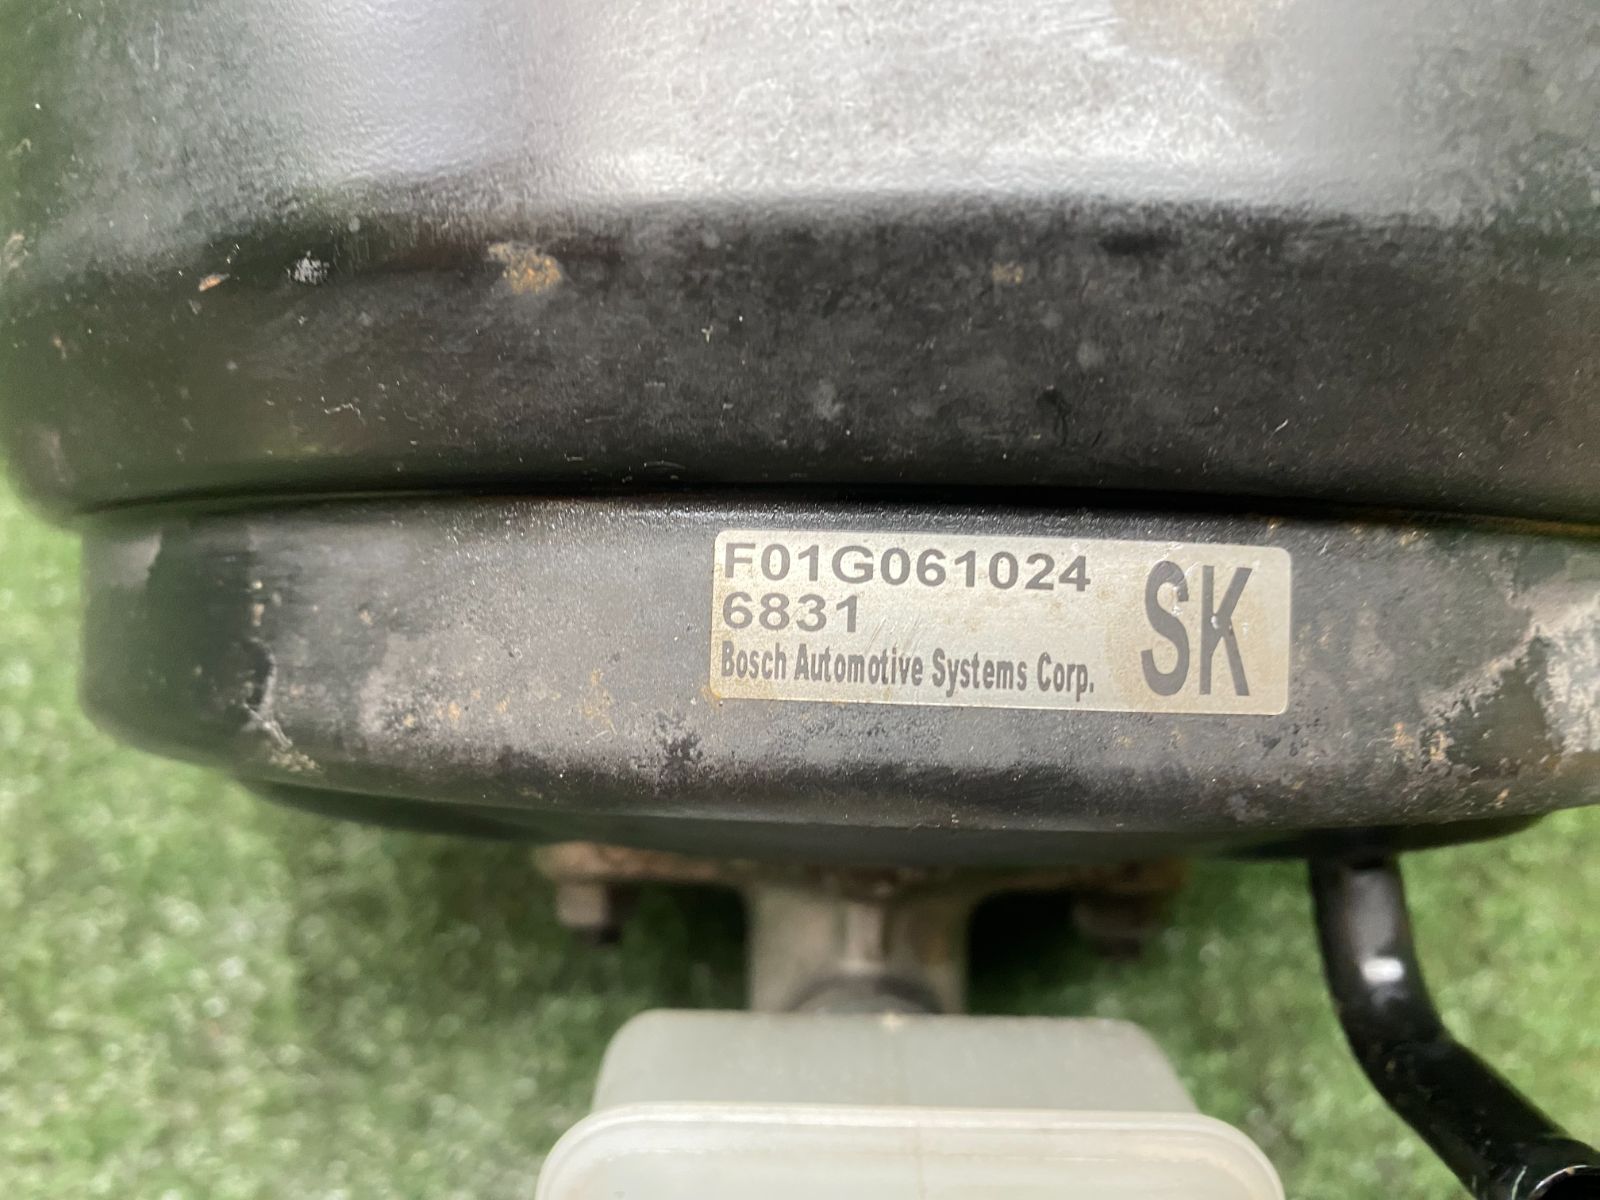 F01G061024
6831
Bosch Automotive Systems Corp.
SK